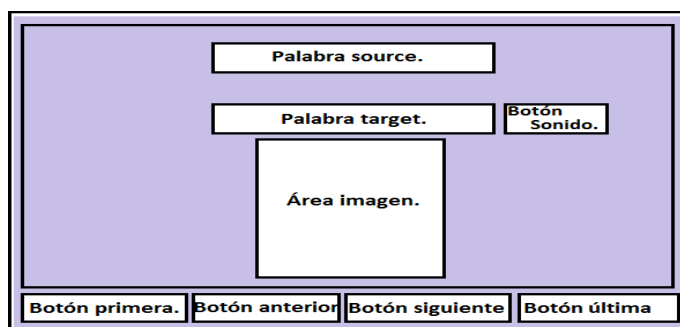 Palabra source.
Palabra target.
Botón
Sonido.
Área imagen.
Botón primera.
Botón anterior
Botón siguiente
Botón última